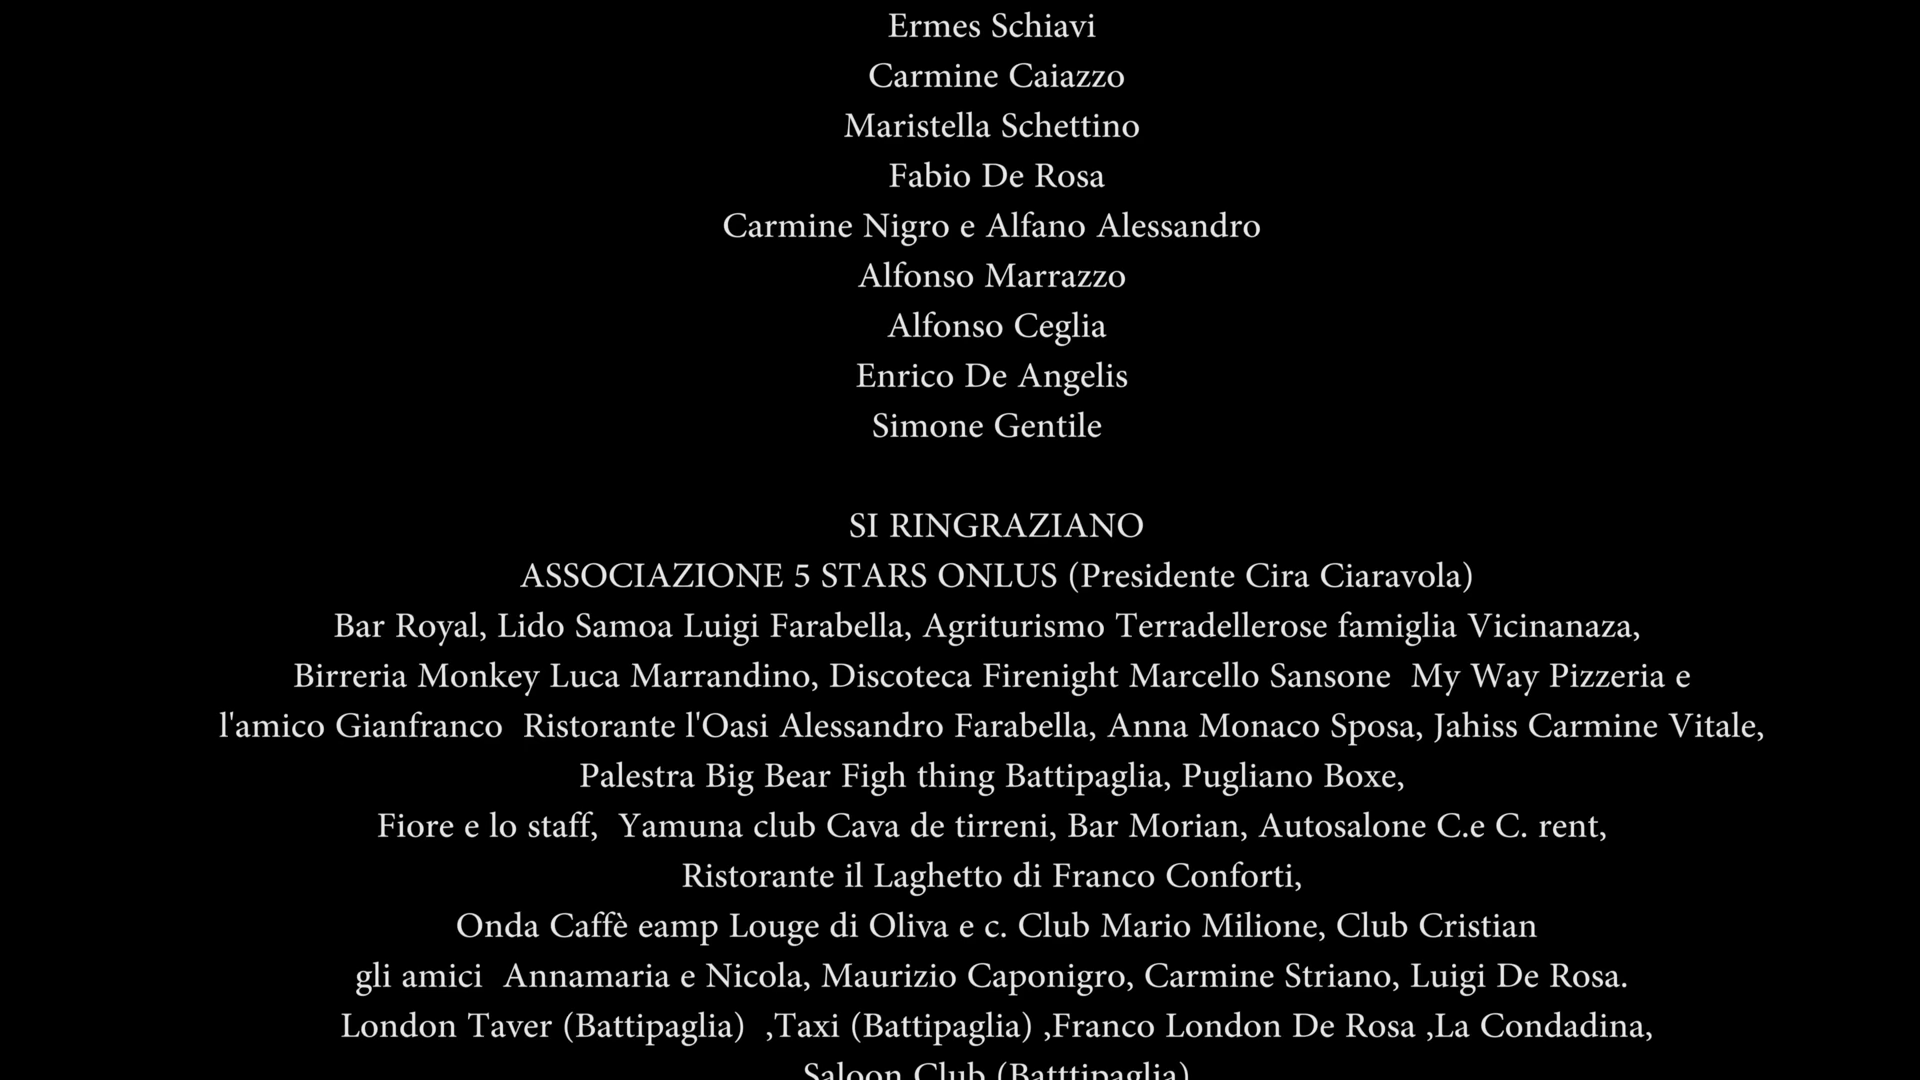 Ermes Schiavi
Carmine Caiazzo
Maristella Schettino
Fabio De Rosa
Carmine Nigro e Alfano Alessandro
Alfonso Marrazzo
Alfonso Ceglia
Enrico De Angelis
Simone Gentile
SI RINGRAZIANO
ASSOCIAZIONE 5 STARS ONLUS (Presidente Cira Ciaravola)
Bar Royal, Lido Samoa Luigi Farabella, Agriturismo Terradellerose famiglia Vicinanaza,
Birreria Monkey Luca Marrandino, Discoteca Firenight Marcello Sansone  My Way Pizzeria e
l'amico Gianfranco  Ristorante l'Oasi Alessandro Farabella, Anna Monaco Sposa, Jahiss Carmine Vitale,
Palestra Big Bear Figh thing Battipaglia, Pugliano Boxe,
Fiore e lo staff,  Yamuna club Cava de tirreni, Bar Morian, Autosalone C.e C. rent,
Ristorante il Laghetto di Franco Conforti,
Onda Caffè eamp Louge di Oliva e c. Club Mario Milione, Club Cristian
gli amici  Annamaria e Nicola, Maurizio Caponigro, Carmine Striano, Luigi De Rosa.
London Taver (Battipaglia)  ,Taxi (Battipaglia) ,Franco London De Rosa ,La Condadina,
Saloon Club (Batttipaglia)